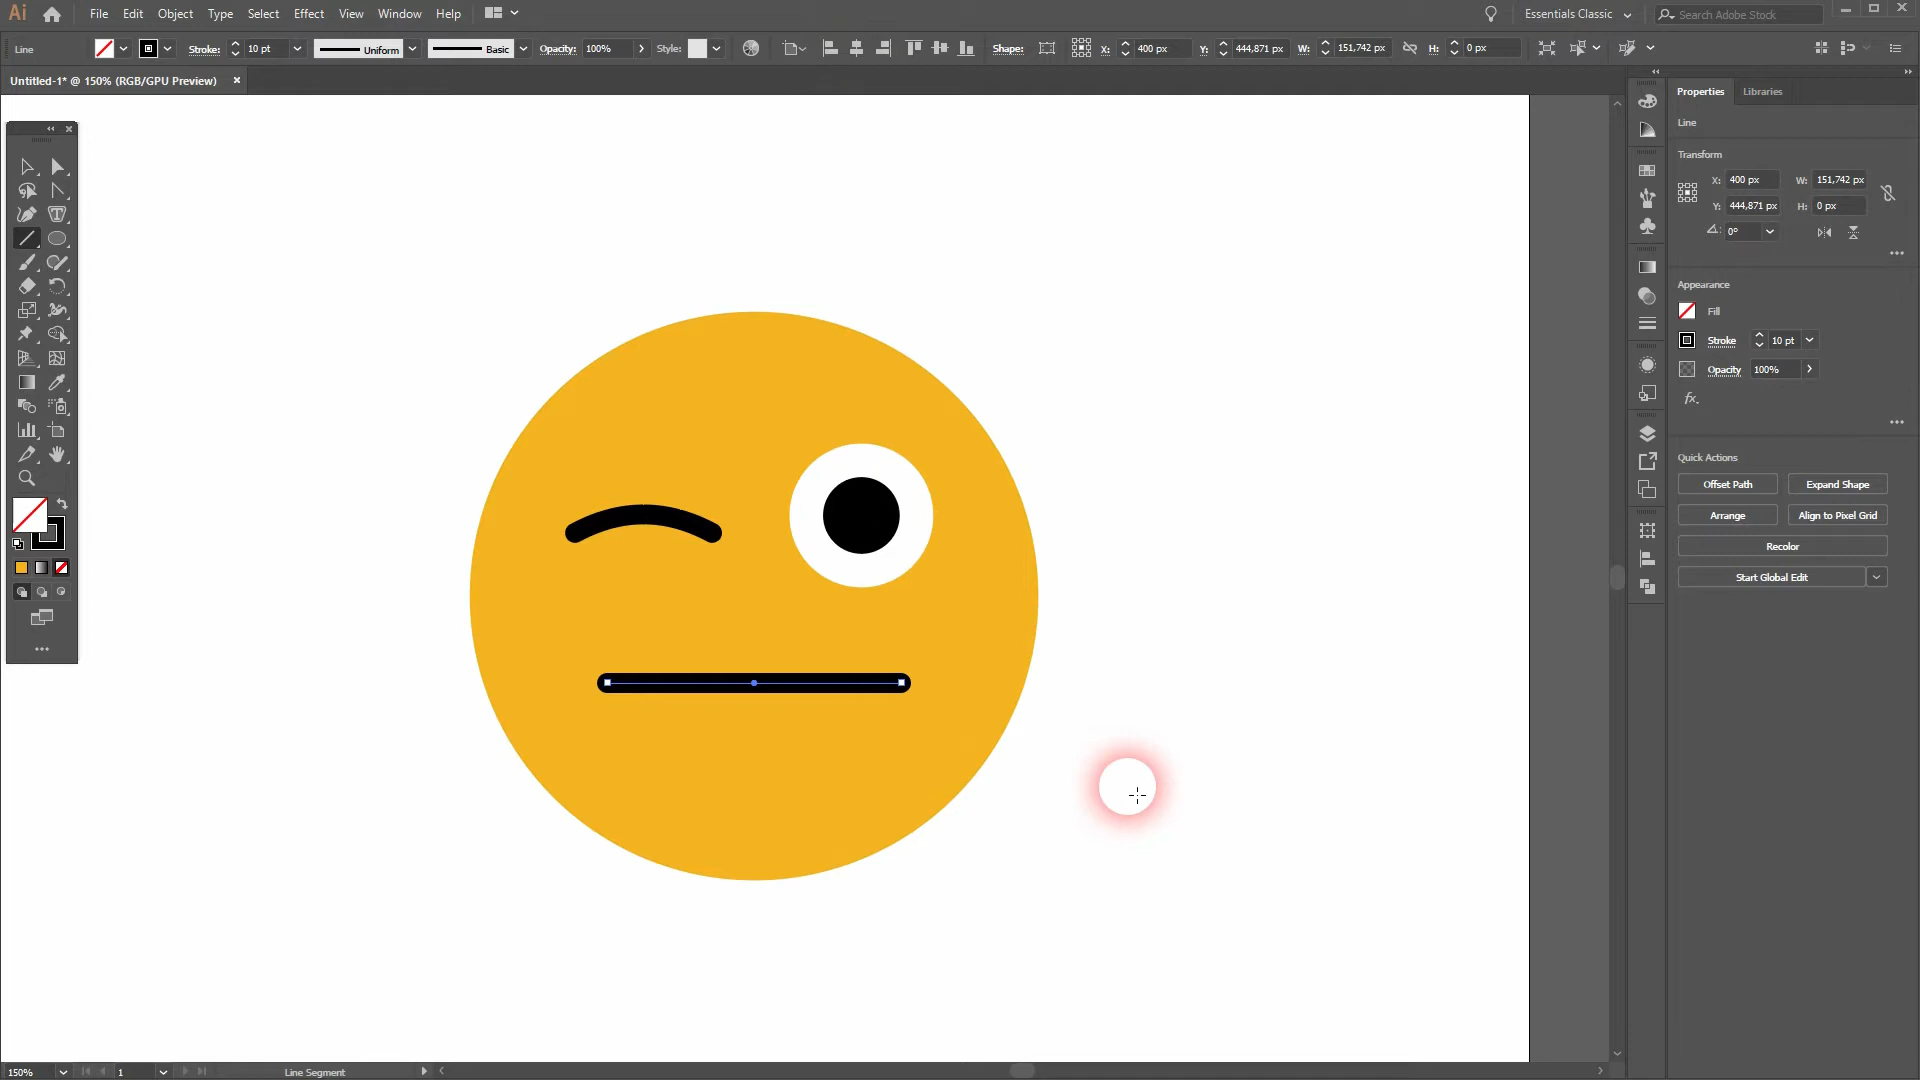 Ai File Edit Object Type Select Effect View Window Help Essentials Classic Search Adobe Stock
Line Stroke: 10 pt Uniform Basic Opacity: 100% Style: Shape: X: 400 px Y: 444,871 px W: 151,742 px H: 0 px
Untitled-1* @ 150% (RGB/GPU Preview)
Properties Libraries
Line
Transform
X: 400 px W: 151,742 px
Y: 444,871 px H: 0 px
0°
Appearance
Fill
Stroke 10 pt
Opacity 100%
fx.
Quick Actions
Offset Path Expand Shape
Arrange Align to Pixel Grid
Recolor
Start Global Edit
150% 1 Line Segment